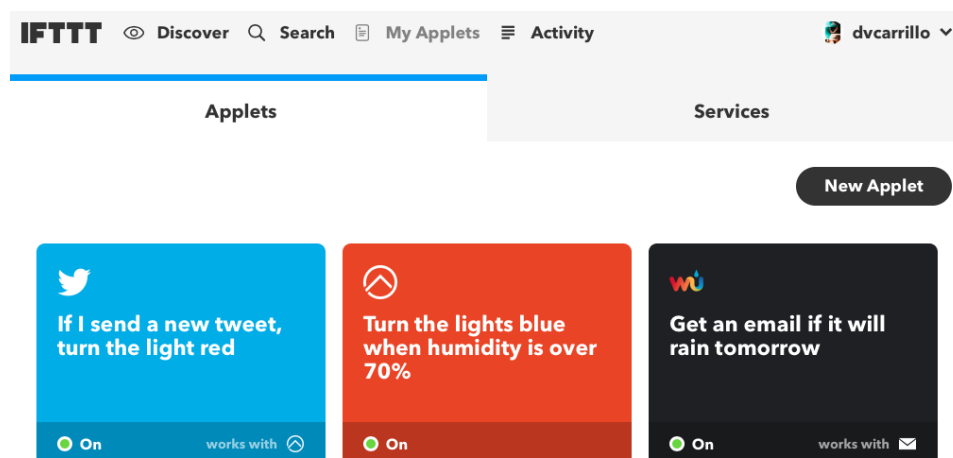 IFTTT Discover Search My Applets Activity dvcarrillo
Applets Services
New Applet
If I send a new tweet,
turn the light red
On works with
Turn the lights blue
when humidity is over
70%
On
wu
Get an email if it will
rain tomorrow
On works with